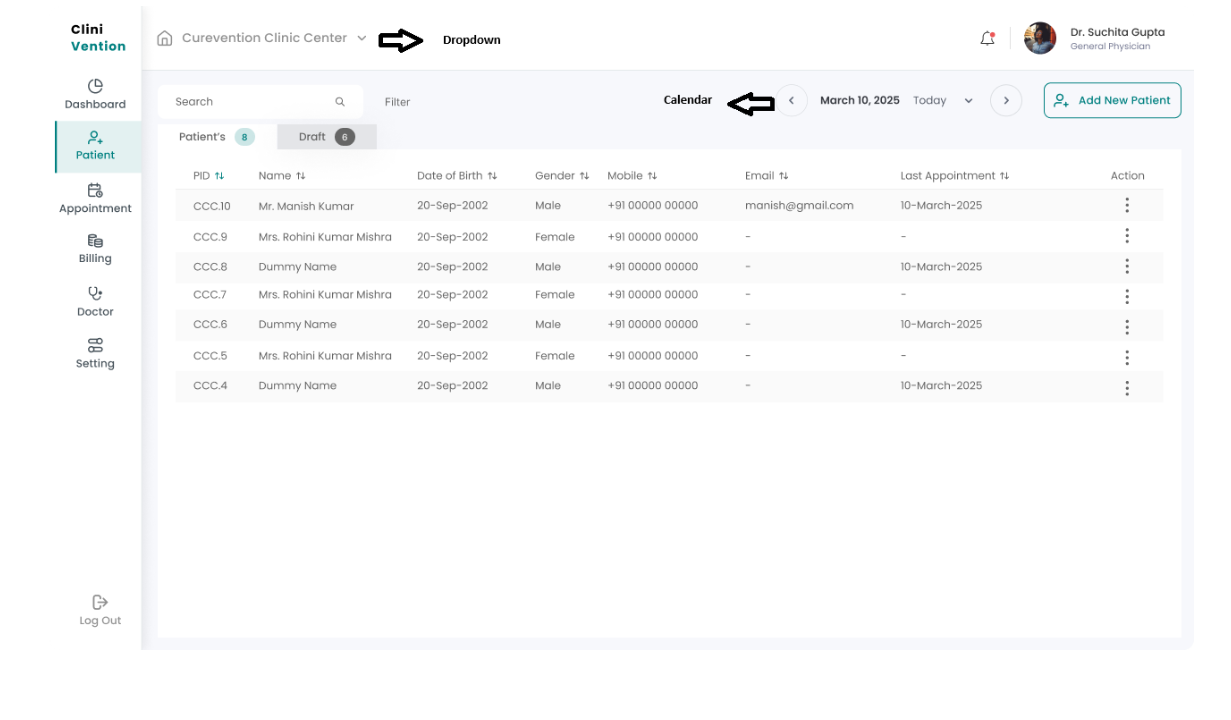 Clini
Vention
Curevention Clinic Center
Dropdown
Dr. Suchita Gupta
General Physician
Dashboard
Patient
Appointment
Billing
Doctor
Setting
Log Out
Search
Filter
Calendar
March 10, 2025 Today
Add New Patient
Patient's 8
Draft 6
PID Name Date of Birth Gender Mobile Email Last Appointment Action
CCC.10 Mr. Manish Kumar 20-Sep-2002 Male +91 00000 00000 manish@gmail.com 10-March-2025
CCC.9 Mrs. Rohini Kumar Mishra 20-Sep-2002 Female +91 00000 00000 - -
CCC.8 Dummy Name 20-Sep-2002 Male +91 00000 00000 - 10-March-2025
CCC.7 Mrs. Rohini Kumar Mishra 20-Sep-2002 Female +91 00000 00000 - -
CCC.6 Dummy Name 20-Sep-2002 Male +91 00000 00000 - 10-March-2025
CCC.5 Mrs. Rohini Kumar Mishra 20-Sep-2002 Female +91 00000 00000 - -
CCC.4 Dummy Name 20-Sep-2002 Male +91 00000 00000 - 10-March-2025